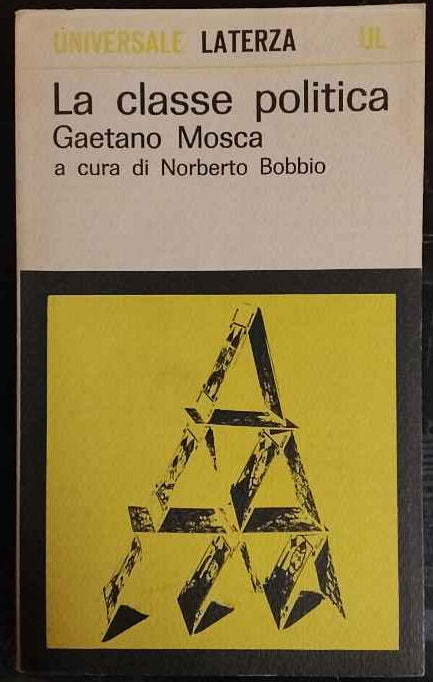 UNIVERSALE LATERZA UL
La classe politica
Gaetano Mosca
a cura di Norberto Bobbio